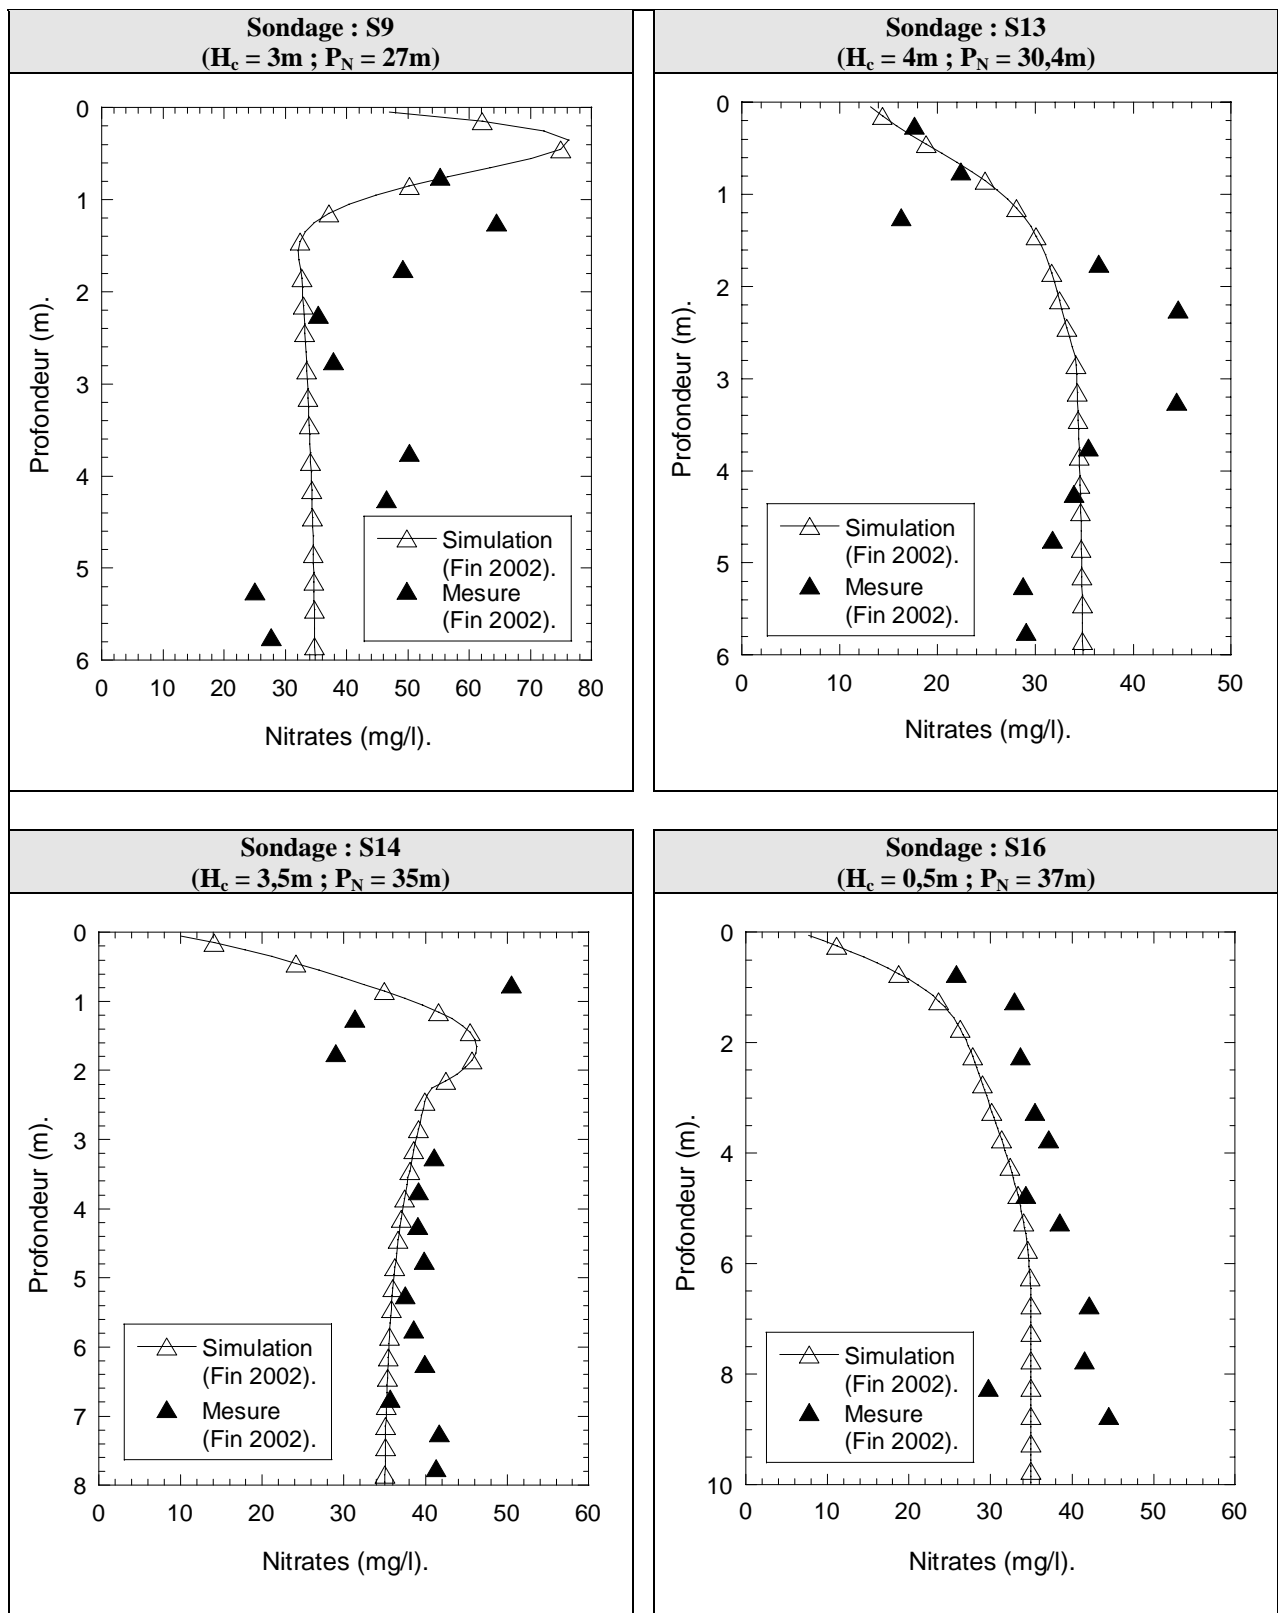 Sondage : S9
(Hc = 3m ; PN = 27m)
0
1
2
3
4
5
6
Profondeur (m).
0 10 20 30 40 50 60 70 80
Nitrates (mg/l).
Simulation
(Fin 2002).
Mesure
(Fin 2002).
Sondage : S13
(Hc = 4m ; PN = 30,4m)
0
1
2
3
4
5
6
Profondeur (m).
0 10 20 30 40 50
Nitrates (mg/l).
Simulation
(Fin 2002).
Mesure
(Fin 2002).
Sondage : S14
(Hc = 3,5m ; PN = 35m)
0
1
2
3
4
5
6
7
8
Profondeur (m).
0 10 20 30 40 50 60
Nitrates (mg/l).
Simulation
(Fin 2002).
Mesure
(Fin 2002).
Sondage : S16
(Hc = 0,5m ; PN = 37m)
0
2
4
6
8
10
Profondeur (m).
0 10 20 30 40 50 60
Nitrates (mg/l).
Simulation
(Fin 2002).
Mesure
(Fin 2002).